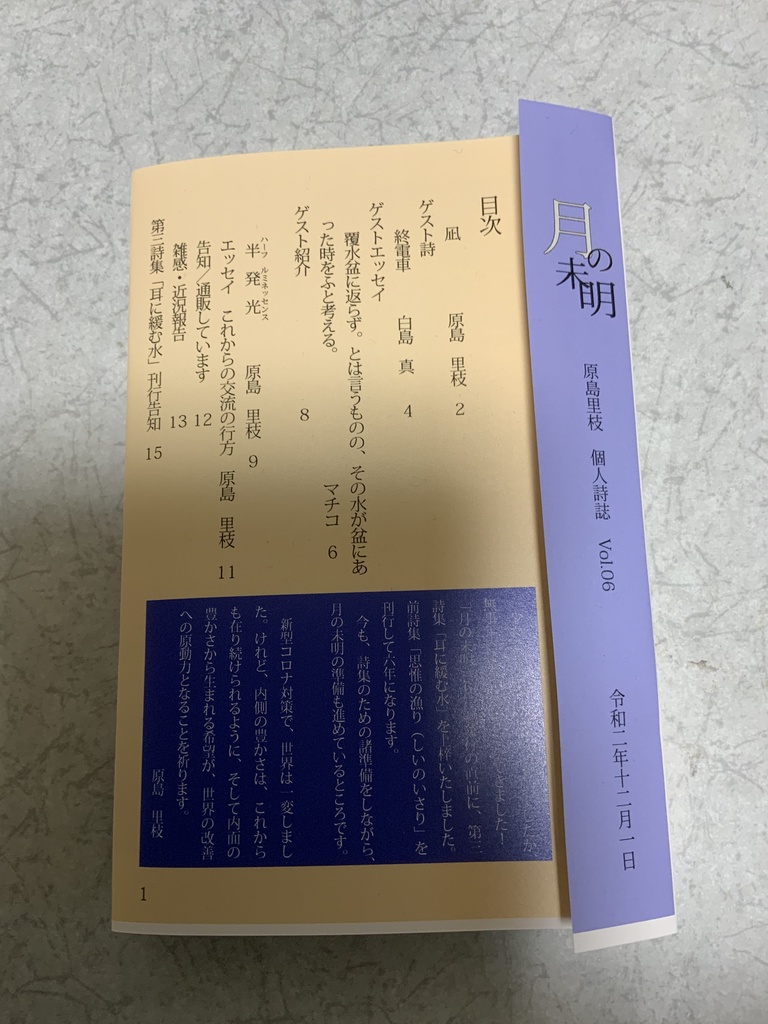 月の未明
原島里枝 個人詩誌 Vol.06
令和二年十二月一日
目次
凪 原島 里枝 2
ゲスト詩
終電車 白島 真 4
ゲストエッセイ
覆水盆に返らず。とは言うものの、その水が盆にあ
った時をふと考える。 マチコ 6
ゲスト紹介 8
ハーフ ルミネッセンス
半 発 光 原島 里枝 9
エッセイ これからの交流の行方 原島 里枝 11
告知／通販しています 12
雑感・近況報告 13
第三詩集「耳に緩む水」刊行告知 15
の直前に、第三
詩集「耳に緩む水」を上梓いたしました。
前詩集「思惟の漁り（しいのいさり）」を
刊行して六年になります。
今も、詩集のための諸準備をしながら、
月の未明の準備も進めているところです。
新型コロナ対策で、世界は一変しまし
た。けれど、内側の豊かさは、これから
も在り続けられるように、そして内面の
豊かさから生まれる希望が、世界の改善
への原動力となることを祈ります。
原島 里枝
1